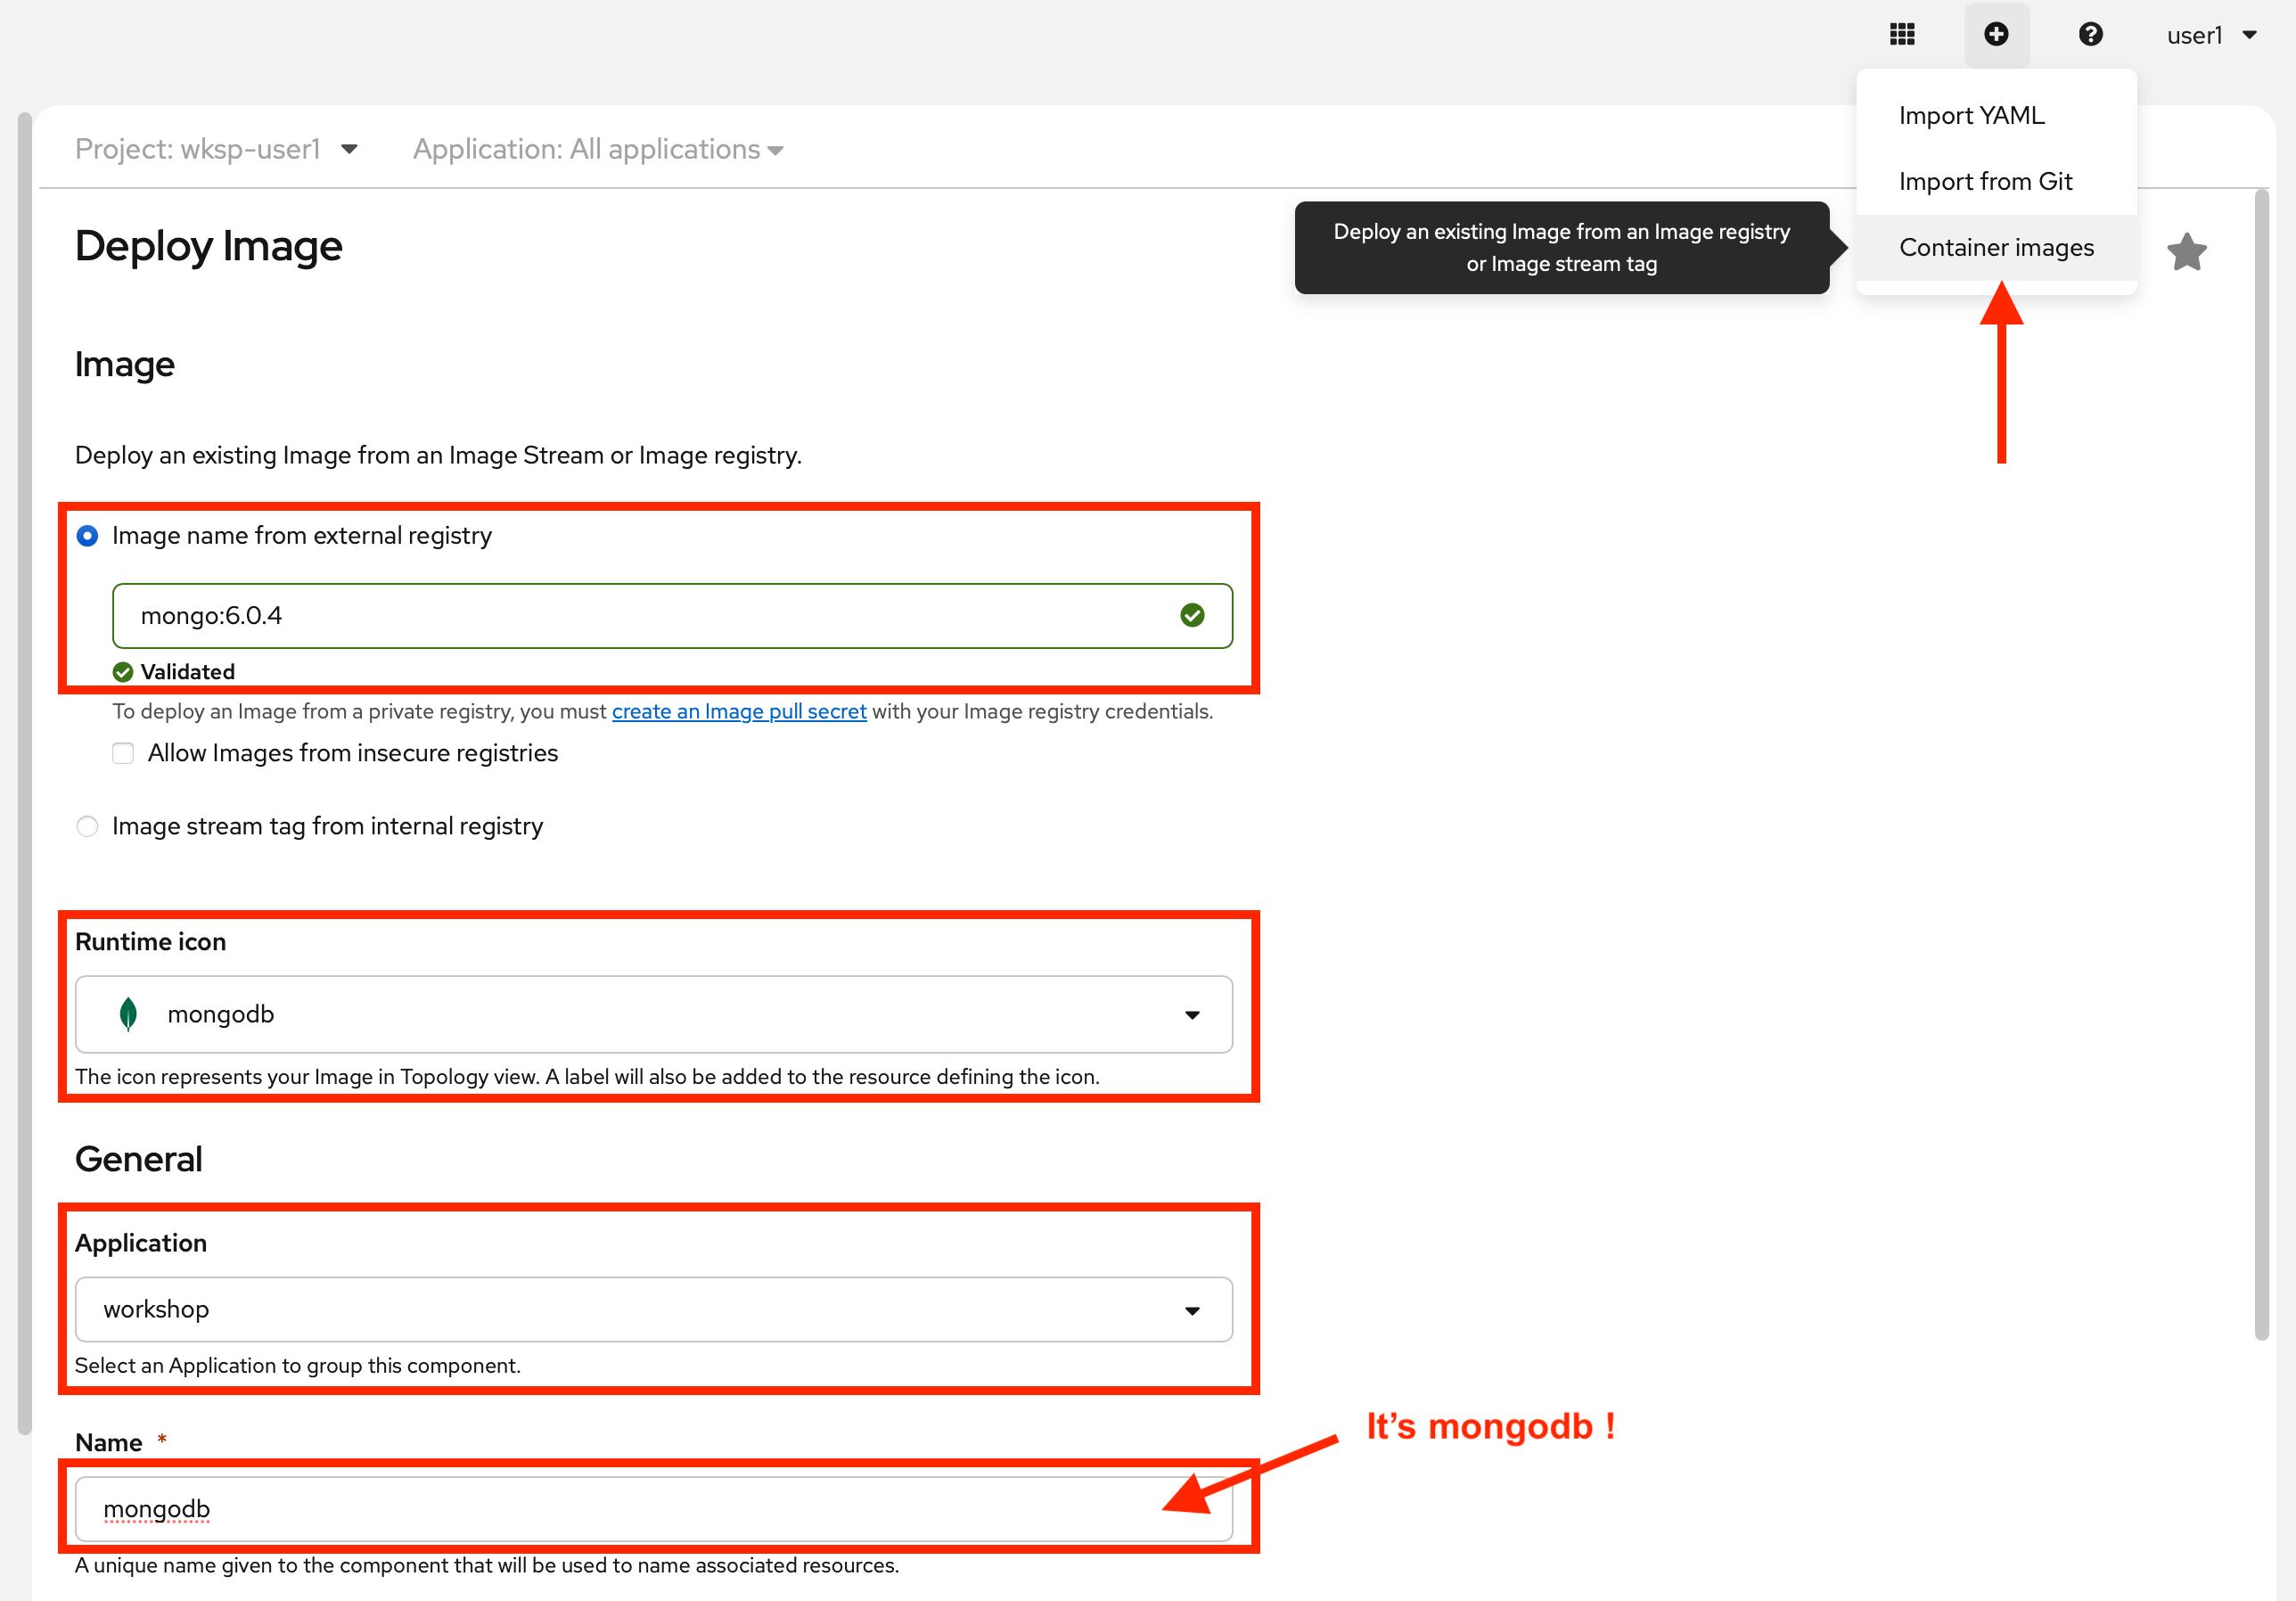 user1
Import YAML
Import from Git
Container images
Deploy an existing Image from an Image registry
or Image stream tag
Project: wksp-user1
Application: All applications
Deploy Image
Image
Deploy an existing Image from an Image Stream or Image registry.
Image name from external registry
mongo:6.0.4
Validated
To deploy an Image from a private registry, you must create an Image pull secret with your Image registry credentials.
Allow Images from insecure registries
Image stream tag from internal registry
Runtime icon
mongodb
The icon represents your Image in Topology view. A label will also be added to the resource defining the icon.
General
Application
workshop
Select an Application to group this component.
It's mongodb !
Name *
mongodb
A unique name given to the component that will be used to name associated resources.